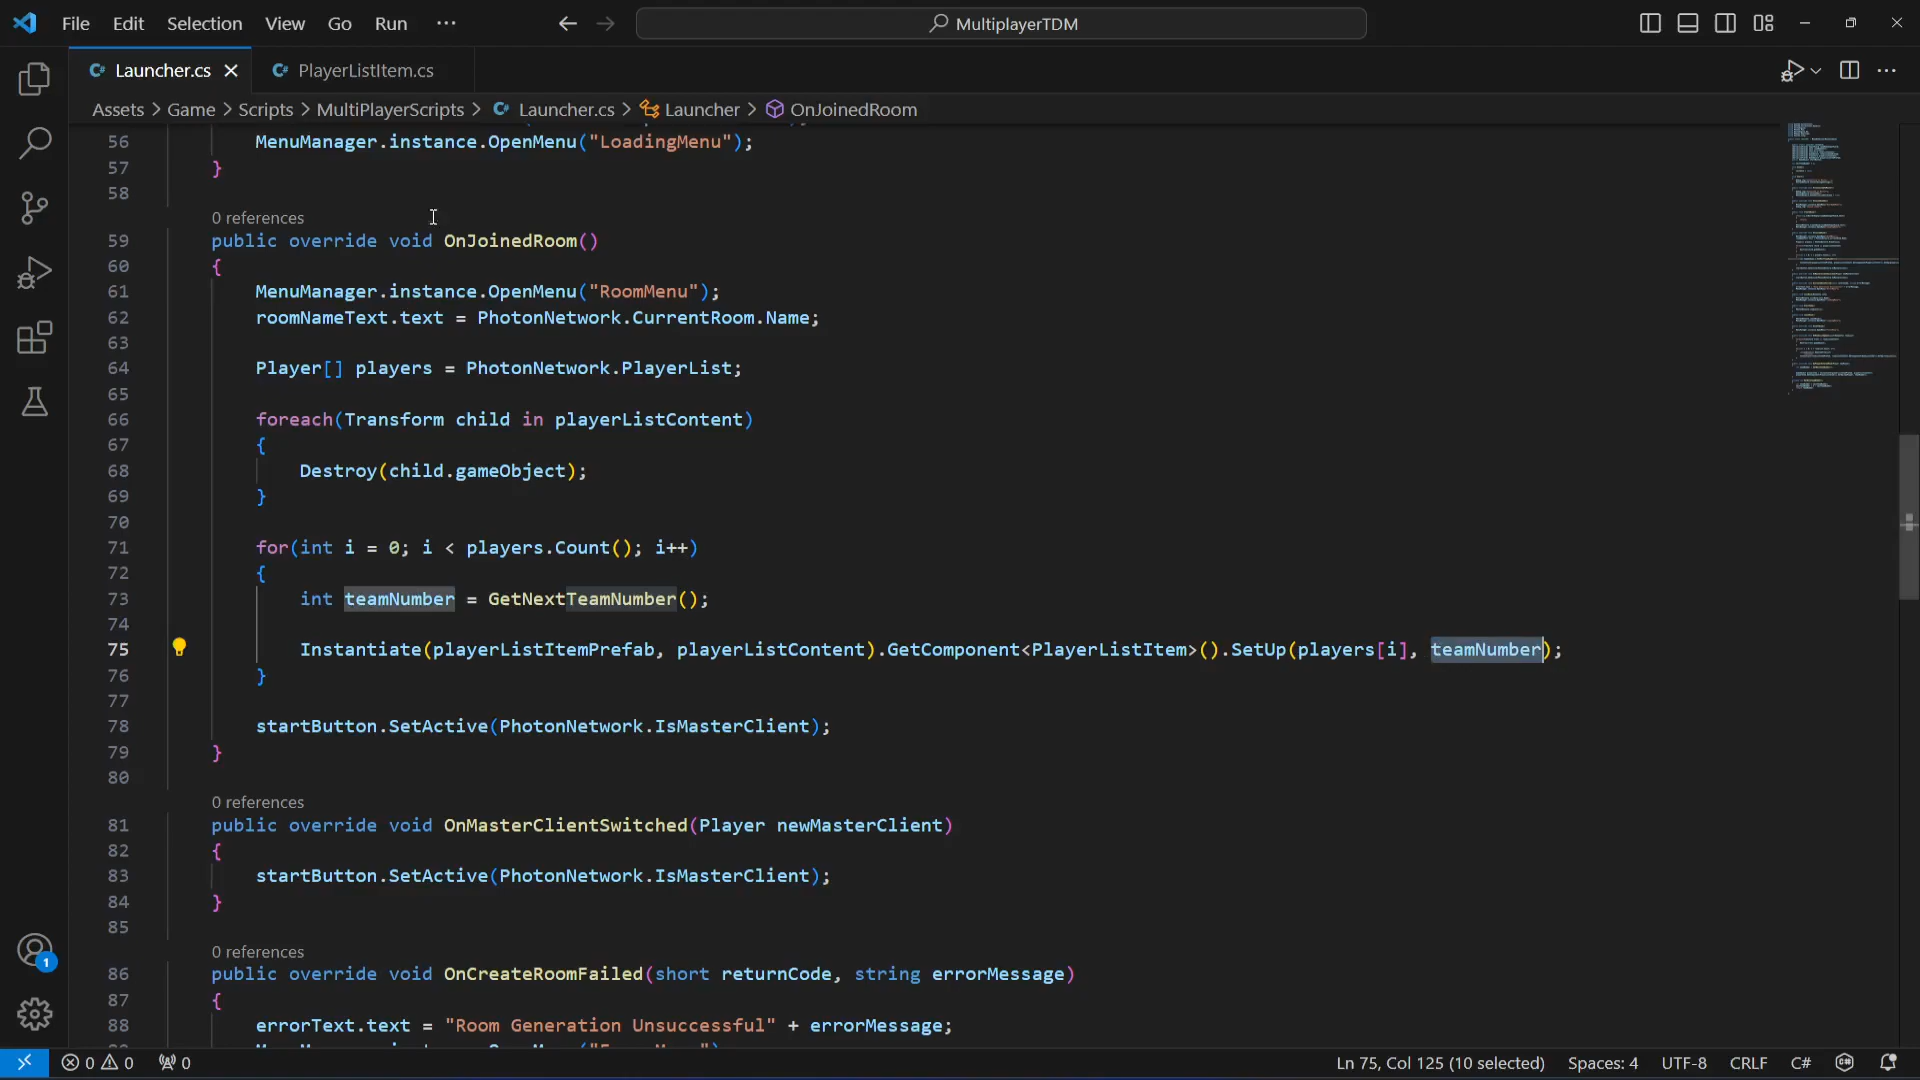 File Edit Selection View Go Run ··· MultiplayerTDM
Launcher.cs PlayerListItem.cs
Assets > Game > Scripts > MultiPlayerScripts > Launcher.cs > Launcher > OnJoinedRoom
56 MenuManager.instance.OpenMenu("LoadingMenu");
57 }
58
0 references
59 public override void OnJoinedRoom()
60 {
61 MenuManager.instance.OpenMenu("RoomMenu");
62 roomNameText.text = PhotonNetwork.CurrentRoom.Name;
63
64 Player[] players = PhotonNetwork.PlayerList;
65
66 foreach(Transform child in playerListContent)
67 {
68 Destroy(child.gameObject);
69 }
70
71 for(int i = 0; i < players.Count(); i++)
72 {
73 int teamNumber = GetNextTeamNumber();
74
75 Instantiate(playerListItemPrefab, playerListContent).GetComponent<PlayerListItem>().SetUp(players[i], teamNumber);
76 }
77
78 startButton.SetActive(PhotonNetwork.IsMasterClient);
79 }
80
0 references
81 public override void OnMasterClientSwitched(Player newMasterClient)
82 {
83 startButton.SetActive(PhotonNetwork.IsMasterClient);
84 }
85
0 references
86 public override void OnCreateRoomFailed(short returnCode, string errorMessage)
87 {
88 errorText.text = "Room Generation Unsuccessful" + errorMessage;
1
0 0 0 Ln 75, Col 125 (10 selected) Spaces: 4 UTF-8 CRLF C#